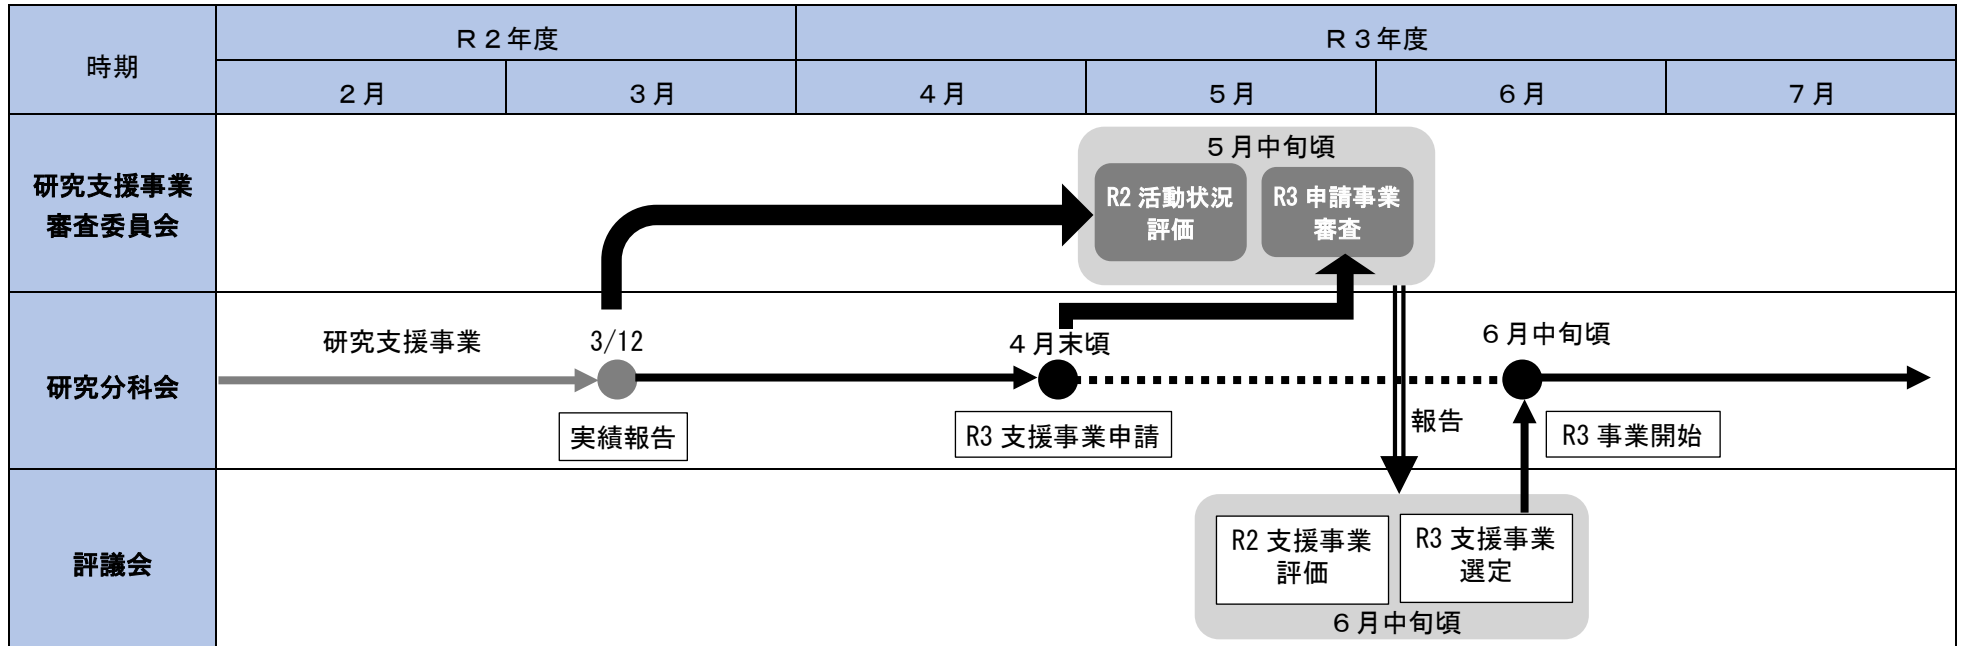 時期
Ｒ２年度
Ｒ３年度
２月
３月
４月
５月
６月
７月
研究支援事業
審査委員会
５月中旬頃
R2 活動状況
評価
R3 申請事業
審査
研究分科会
研究支援事業
3/12
４月末頃
６月中旬頃
実績報告
R3 支援事業申請
報告
R3 事業開始
評議会
R2 支援事業
評価
R3 支援事業
選定
６月中旬頃